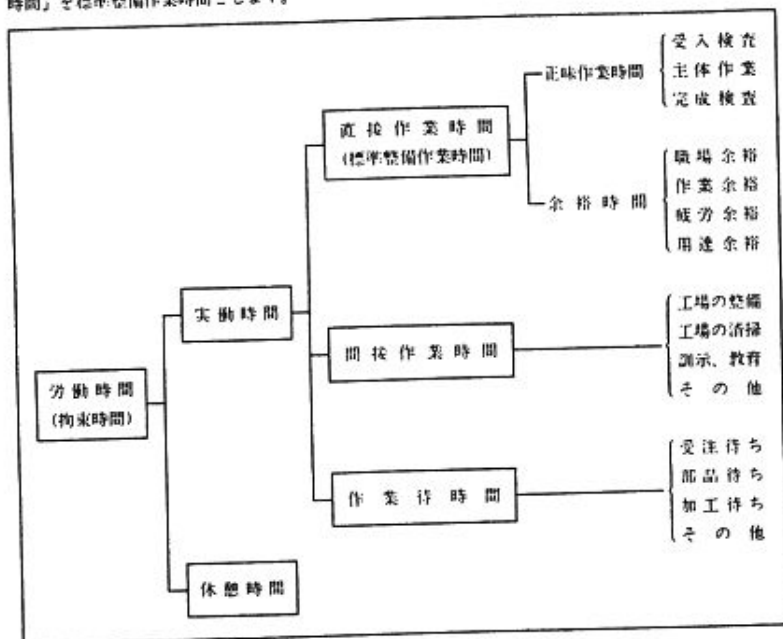 時間」を標準整備作業時間とします。
正味作業時間
受入検査
主体作業
完成検査
直接作業時間
(標準整備作業時間)
余裕時間
職場余裕
作業余裕
疲労余裕
用達余裕
実働時間
間接作業時間
工場の整備
工場の清掃
訓示、教育
その他
労働時間
(拘束時間)
作業待時間
受注待ち
部品待ち
加工待ち
その他
休憩時間